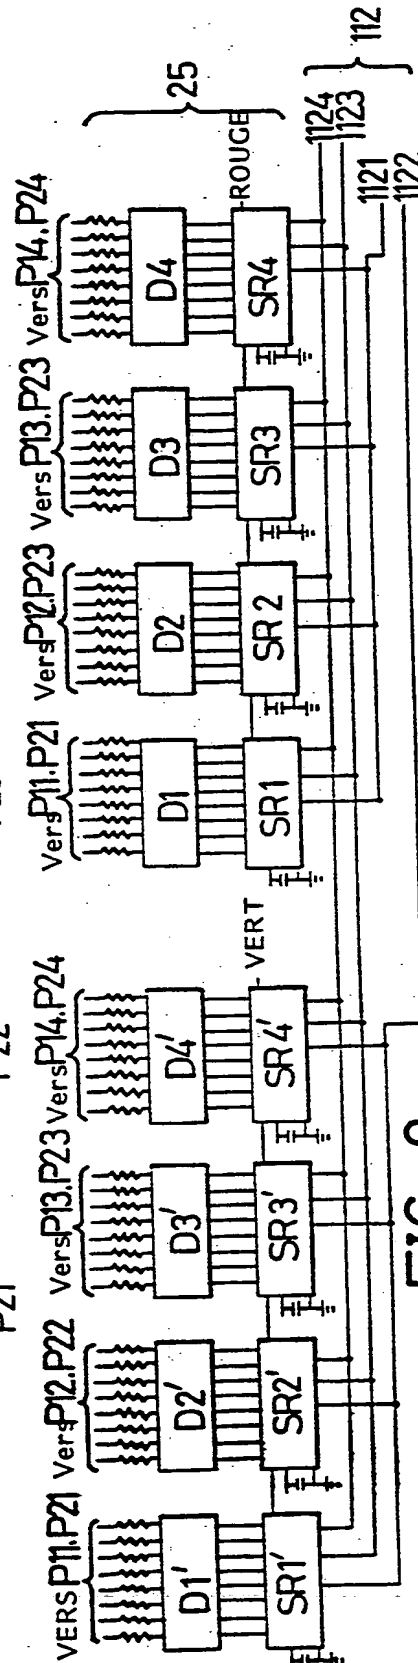 VERS P11.P21 Vers P12.P22 Vers P13.P23 Vers P14.P24 Vers P11.P21 Vers P12.P23 Vers P13.P23 Vers P14.P24
D1' D2' D3' D4' D1 D2 D3 D4
25
SR1' SR2' SR3' SR4' SR1 SR2 SR3 SR4
VERT
ROUGE
1124
1123
112
1121
1122
P21